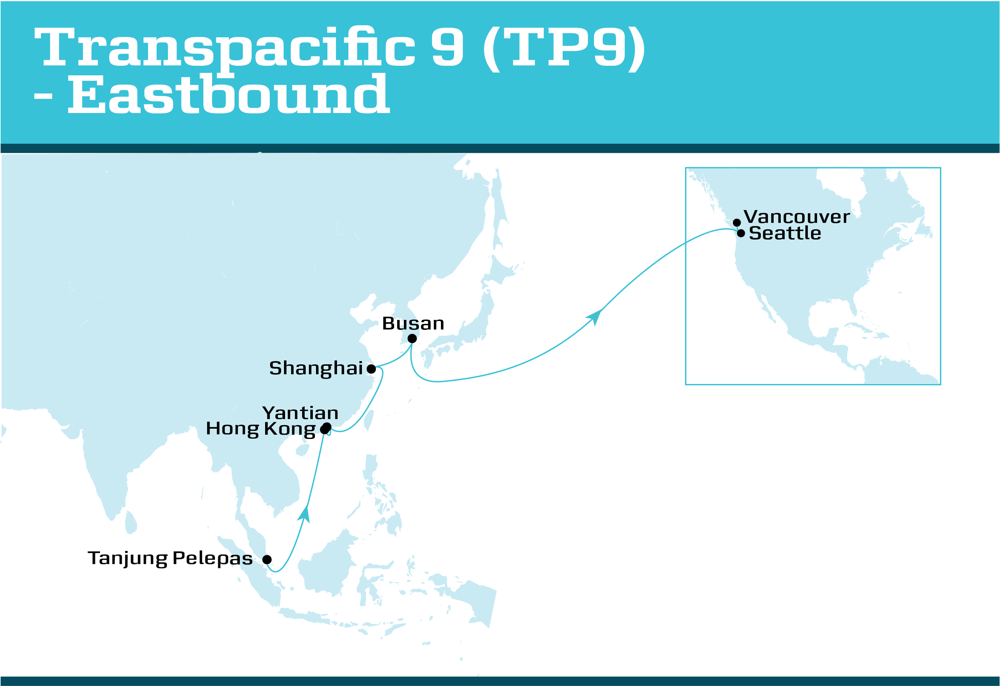 Transpacific 9 (TP9)
- Eastbound
Vancouver
Seattle
Busan
Shanghai
Yantian
Hong Kong
Tanjung Pelepas